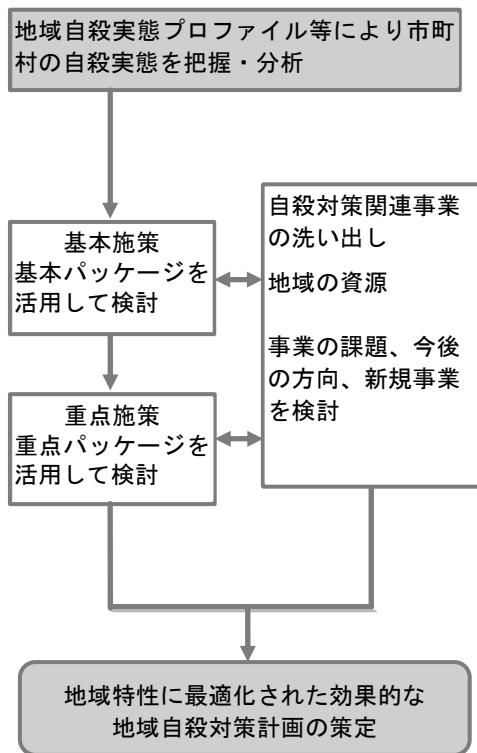 地域自殺実態プロファイル等により市町
村の自殺実態を把握・分析
基本施策
基本パッケージを
活用して検討
重点施策
重点パッケージを
活用して検討
自殺対策関連事業
の洗い出し
地域の資源
事業の課題、今後
の方向、新規事業
を検討
地域特性に最適化された効果的な
地域自殺対策計画の策定